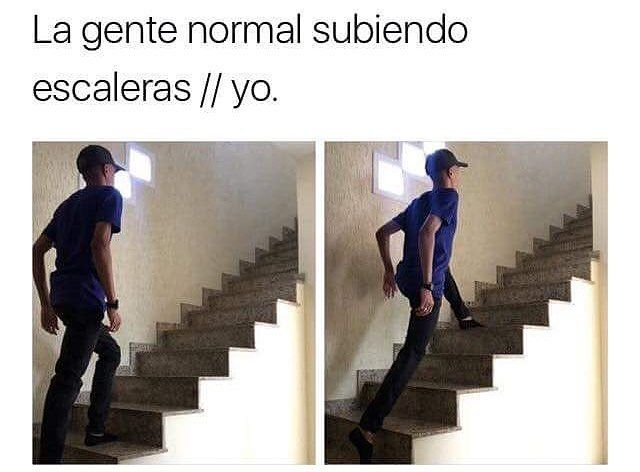 La gente normal subiendo
escaleras // yo.